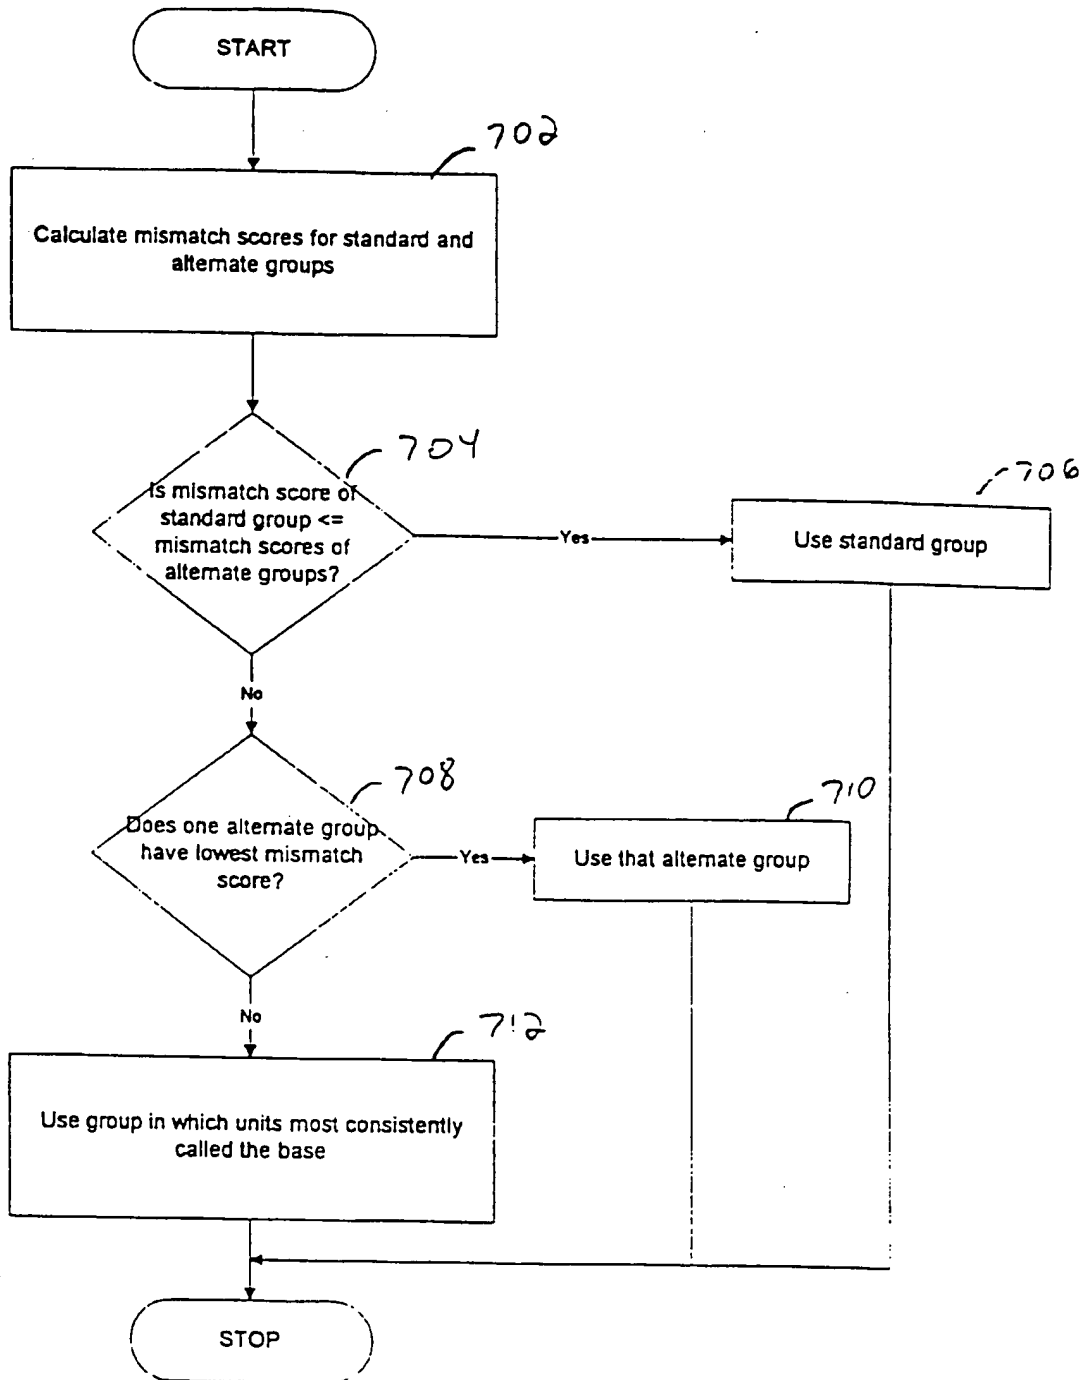 START
702
Calculate mismatch scores for standard and
alternate groups
704
Is mismatch score of
standard group <=
mismatch scores of
alternate groups?
Yes
706
Use standard group
No
708
Does one alternate group
have lowest mismatch
score?
Yes
710
Use that alternate group
No
712
Use group in which units most consistently
called the base
STOP